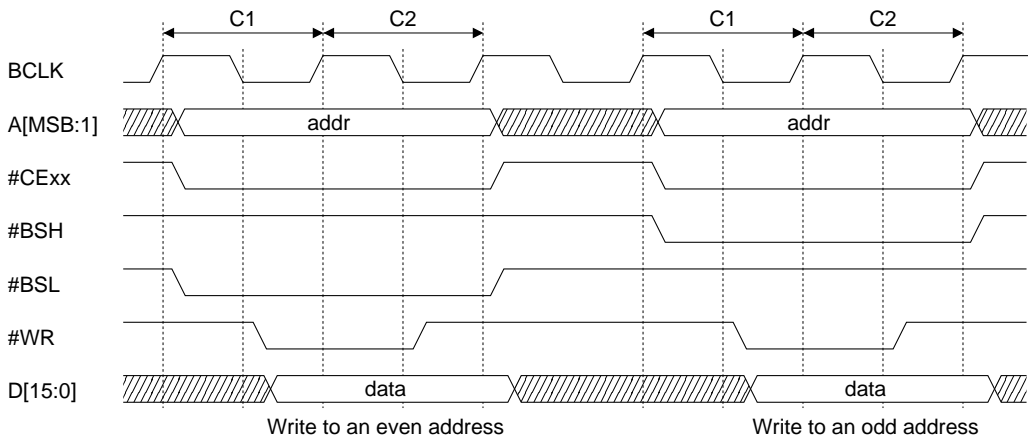 C1 C2 C1 C2
BCLK
A[MSB:1] addr addr
#CExx
#BSH
#BSL
#WR
D[15:0] data data
Write to an even address Write to an odd address